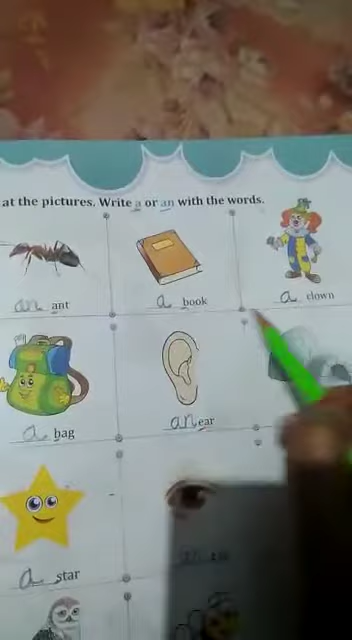 at the pictures. Write a or an with the words.
an ant
a book
a clown
a bag
an ear
a star